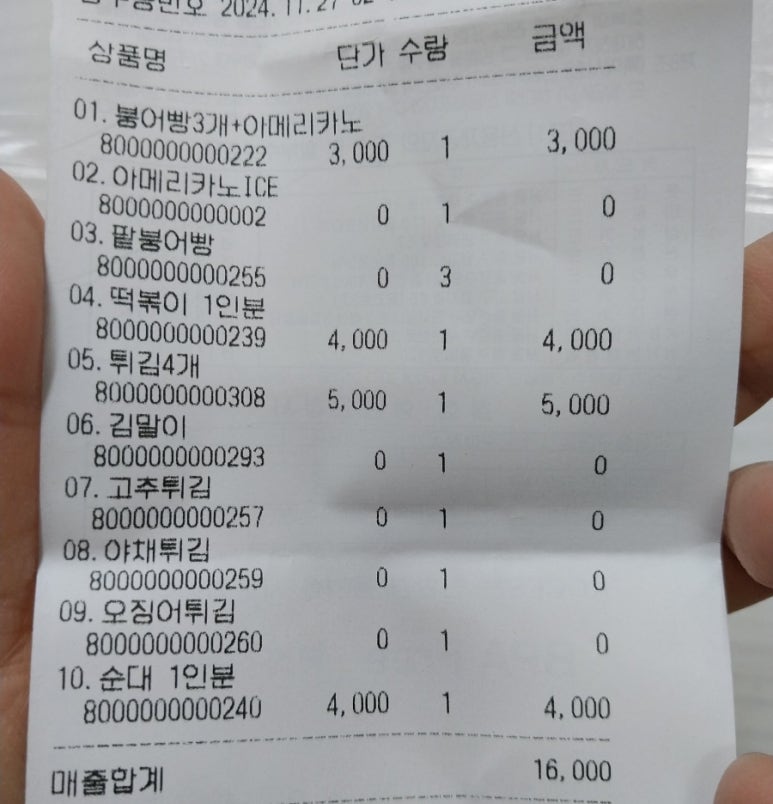 2024.11.27
상품명 단가 수량 금액
01. 붕어빵3개+아메리카노
8000000000222 3,000 1 3,000
02. 아메리카노ICE
8000000000002 0 1 0
03. 팥붕어빵
8000000000255 0 3 0
04. 떡볶이 1인분
8000000000239 4,000 1 4,000
05. 튀김4개
8000000000308 5,000 1 5,000
06. 김말이
8000000000293 0 1 0
07. 고추튀김
8000000000257 0 1 0
08. 야채튀김
8000000000259 0 1 0
09. 오징어튀김
8000000000260 0 1 0
10. 순대 1인분
8000000000240 4,000 1 4,000
매출합계 16,000